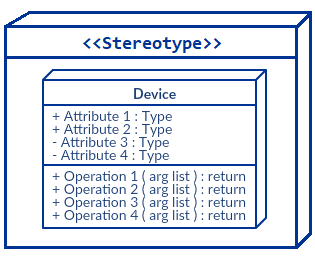 <<Stereotype>>
Device
+ Attribute 1 : Type
+ Attribute 2 : Type
- Attribute 3 : Type
- Attribute 4 : Type
+ Operation 1 ( arg list ) : return
+ Operation 2 ( arg list ) : return
+ Operation 3 ( arg list ) : return
+ Operation 4 ( arg list ) : return